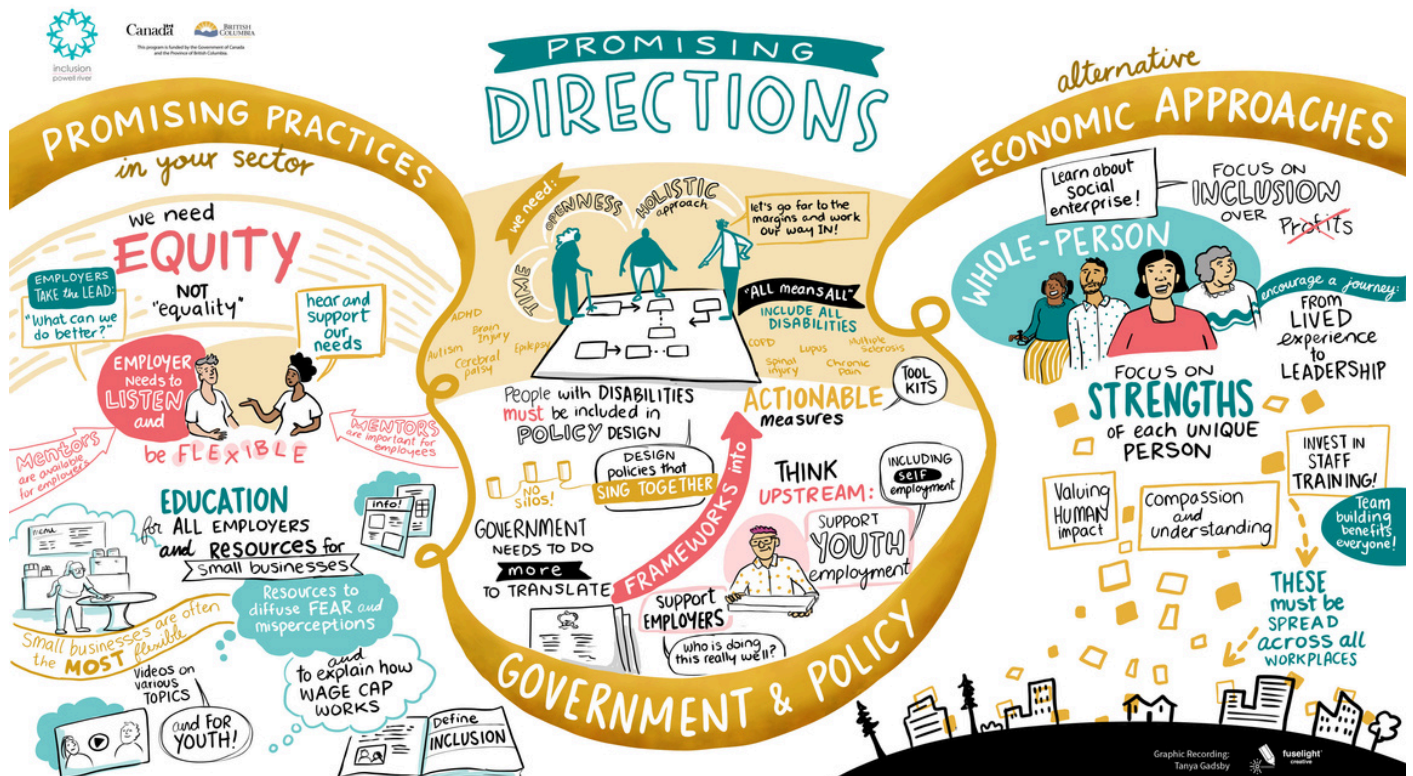 inclusion
powell river
Canada
BRITISH
COLUMBIA
This program is funded by the Government of Canada
and the Province of British Columbia.
PROMISING
DIRECTIONS
PROMISING PRACTICES
in your sector
we need
EQUITY
NOT
"equality"
EMPLOYERS
TAKE the LEAD:
"What can we
do better?"
hear and
support
our
needs
EMPLOYER
NEEDS to
LISTEN
and
be FLEXIBLE
Mentors
are available
for employers
MENTORS
are important for
employees
EDUCATION
for ALL EMPLOYERS
and RESOURCES for
small businesses
menu
info!
Small businesses are often
the MOST flexible
Resources to
diffuse FEAR and
misperceptions
and
to explain how
WAGE CAP
WORKS
Videos on
various
TOPICS
and FOR
YOUTH!
Define
INCLUSION
we need:
TIME
OPENNESS
HOLISTIC
approach
let's go far to the
margins and work
our way IN!
"ALL means ALL"
INCLUDE ALL
DISABILITIES
ADHD
Brain
Injury
Autism
Cerebral
palsy
Epilepsy
COPD
Lupus
Multiple
Sclerosis
Spinal
injury
Chronic
Pain
People with DISABILITIES
must be included in
POLICY DESIGN
NO
SILOS!
DESIGN
policies that
SING TOGETHER
GOVERNMENT
NEEDS TO DO
more
TO TRANSLATE
FRAMEWORKS into
ACTIONABLE
measures
TOOL
KITS
THINK
UPSTREAM:
INCLUDING
self
employment
SUPPORT
YOUTH
employment
Support
EMPLOYERS
Who is doing
this really well?
GOVERNMENT & POLICY
alternative
ECONOMIC APPROACHES
Learn about
social
enterprise!
FOCUS ON
INCLUSION
OVER
Profits
WHOLE-PERSON
encourage a journey:
FROM
LIVED
experience
to
LEADERSHIP
FOCUS ON
STRENGTHS
of each UNIQUE
PERSON
Valuing
HUMAN
impact
Compassion
and
understanding
INVEST IN
STAFF
TRAINING!
Team
building
benefits
everyone!
THESE
must be
SPREAD
across all
WORKPLACES
Graphic Recording:
Tanya Gadsby
fuselight
creative